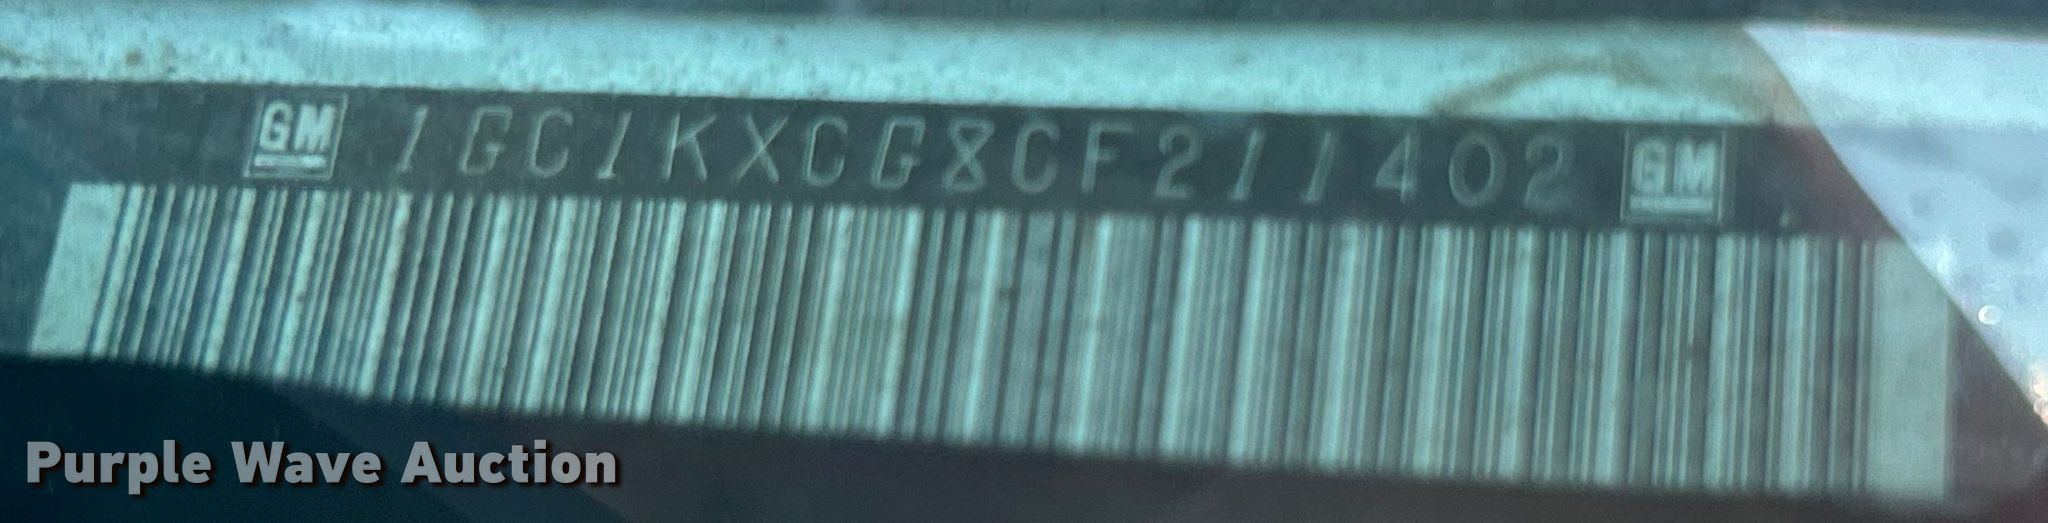 GM 1GC1KXCG8CF211402 GM
Purple Wave Auction